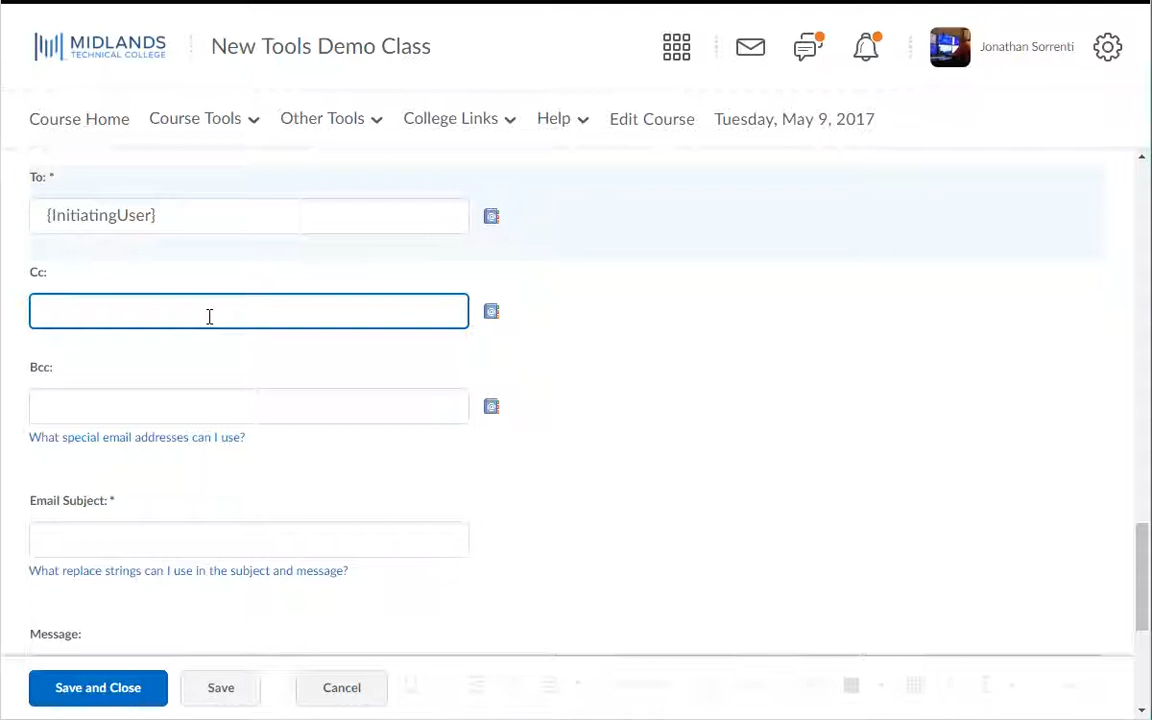 MIDLANDS
TECHNICAL COLLEGE
New Tools Demo Class
Jonathan Sorrenti
Course Home
Course Tools
Other Tools
College Links
Help
Edit Course
Tuesday, May 9, 2017
To: *
{InitiatingUser}
Cc:
Bcc:
What special email addresses can I use?
Email Subject: *
What replace strings can I use in the subject and message?
Message:
Save and Close
Save
Cancel